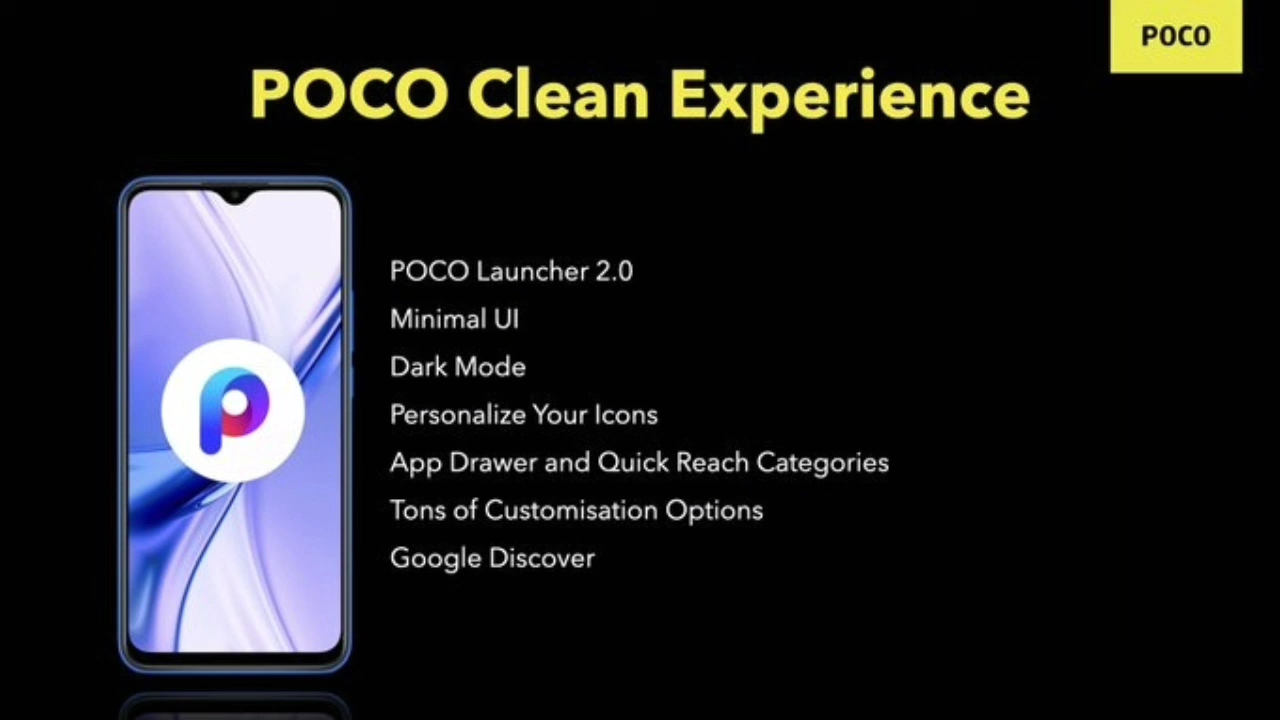 POCO
POCO Clean Experience
POCO Launcher 2.0
Minimal UI
Dark Mode
Personalize Your Icons
App Drawer and Quick Reach Categories
Tons of Customisation Options
Google Discover